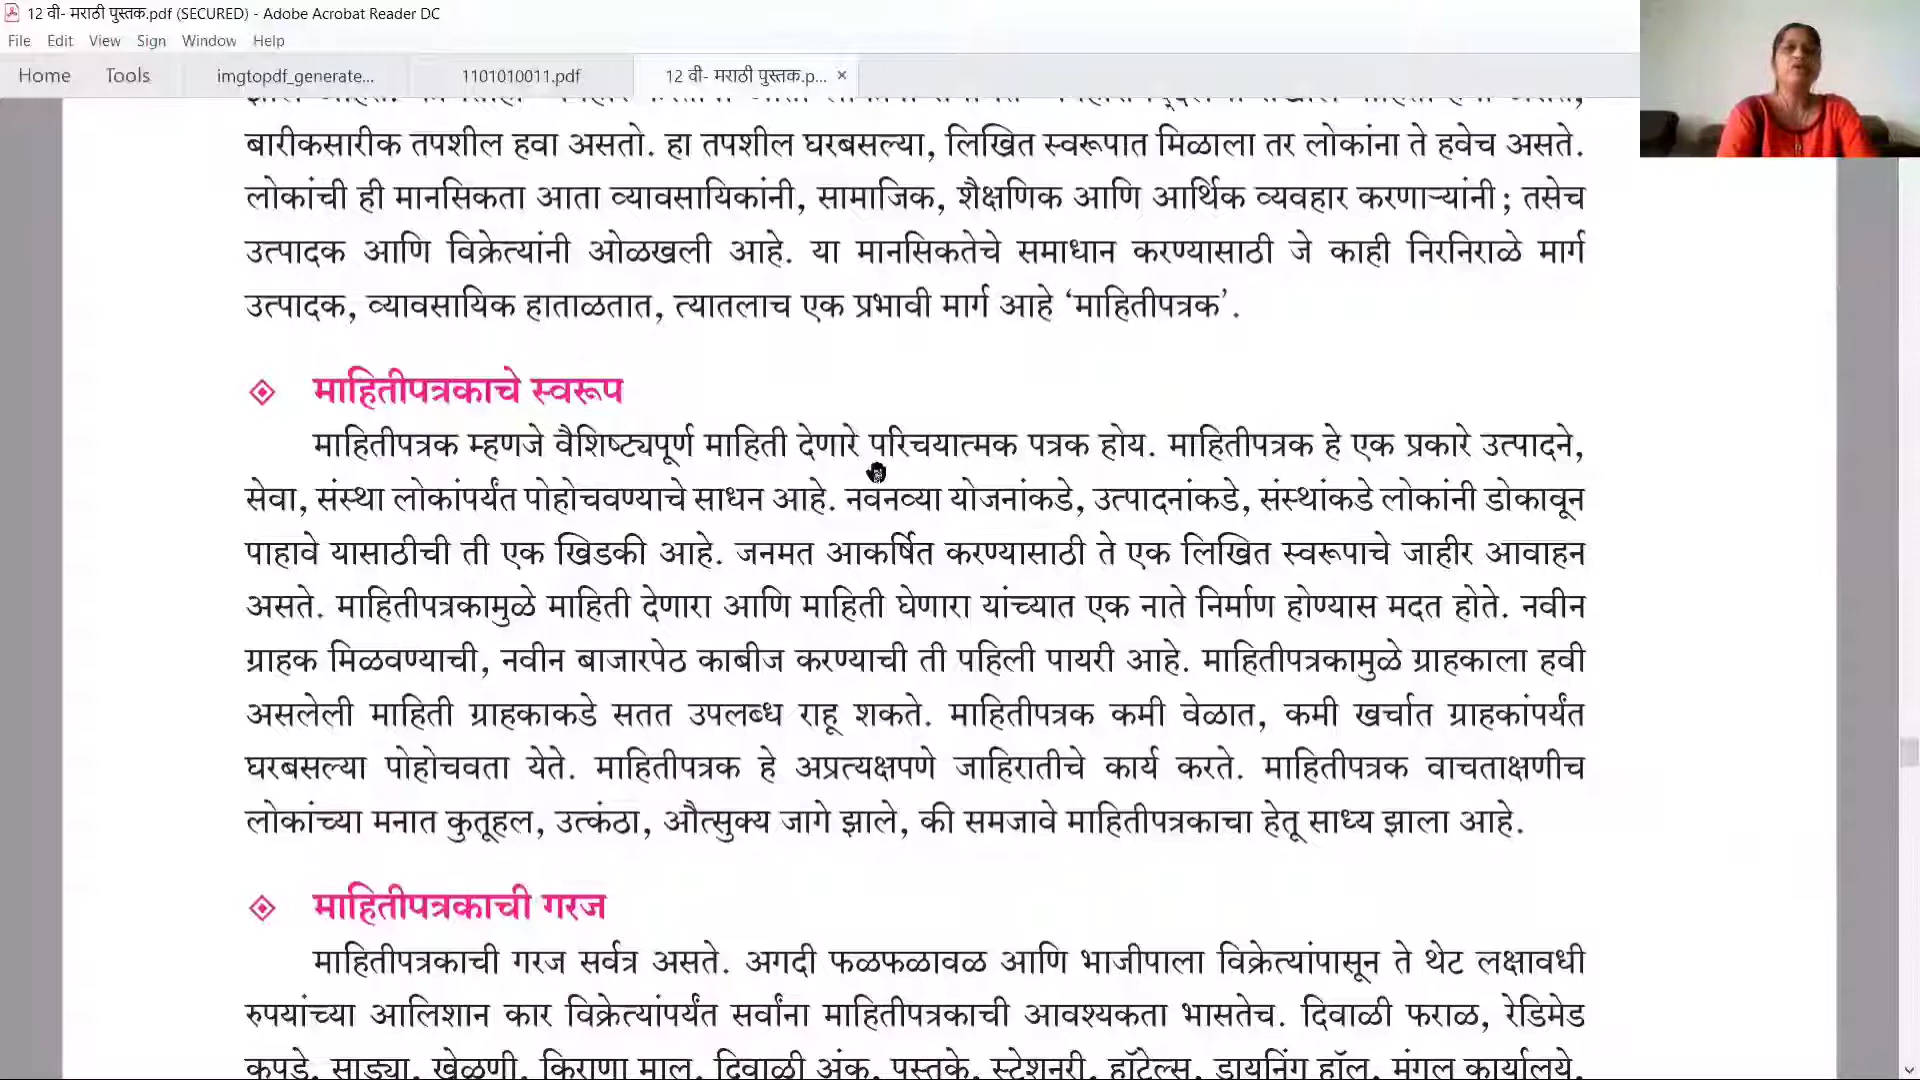 12 वी- मराठी पुस्तक.pdf (SECURED) - Adobe Acrobat Reader DC
File Edit View Sign Window Help
Home Tools imgtopdf_generate... 1101010011.pdf 12 वी- मराठी पुस्तक.p... ×
बारीकसारीक तपशील हवा असतो. हा तपशील घरबसल्या, लिखित स्वरूपात मिळाला तर लोकांना ते हवेच असते.
लोकांची ही मानसिकता आता व्यावसायिकांनी, सामाजिक, शैक्षणिक आणि आर्थिक व्यवहार करणाऱ्यांनी; तसेच
उत्पादक आणि विक्रेत्यांनी ओळखली आहे. या मानसिकतेचे समाधान करण्यासाठी जे काही निरनिराळे मार्ग
उत्पादक, व्यावसायिक हाताळतात, त्यातलाच एक प्रभावी मार्ग आहे ‘माहितीपत्रक’.
माहितीपत्रकाचे स्वरूप
माहितीपत्रक म्हणजे वैशिष्ट्यपूर्ण माहिती देणारे परिचयात्मक पत्रक होय. माहितीपत्रक हे एक प्रकारे उत्पादने,
सेवा, संस्था लोकांपर्यंत पोहोचवण्याचे साधन आहे. नवनव्या योजनांकडे, उत्पादनांकडे, संस्थांकडे लोकांनी डोकावून
पाहावे यासाठीची ती एक खिडकी आहे. जनमत आकर्षित करण्यासाठी ते एक लिखित स्वरूपाचे जाहीर आवाहन
असते. माहितीपत्रकामुळे माहिती देणारा आणि माहिती घेणारा यांच्यात एक नाते निर्माण होण्यास मदत होते. नवीन
ग्राहक मिळवण्याची, नवीन बाजारपेठ काबीज करण्याची ती पहिली पायरी आहे. माहितीपत्रकामुळे ग्राहकाला हवी
असलेली माहिती ग्राहकाकडे सतत उपलब्ध राहू शकते. माहितीपत्रक कमी वेळात, कमी खर्चात ग्राहकांपर्यंत
घरबसल्या पोहोचवता येते. माहितीपत्रक हे अप्रत्यक्षपणे जाहिरातीचे कार्य करते. माहितीपत्रक वाचताक्षणीच
लोकांच्या मनात कुतूहल, उत्कंठा, औत्सुक्य जागे झाले, की समजावे माहितीपत्रकाचा हेतू साध्य झाला आहे.
माहितीपत्रकाची गरज
माहितीपत्रकाची गरज सर्वत्र असते. अगदी फळफळावळ आणि भाजीपाला विक्रेत्यांपासून ते थेट लक्षावधी
रुपयांच्या आलिशान कार विक्रेत्यांपर्यंत सर्वांना माहितीपत्रकाची आवश्यकता भासतेच. दिवाळी फराळ, रेडिमेड
कपडे, साड्या, खेळणी, किराणा माल, दिवाळी अंक, पुस्तके, स्टेशनरी, हॉटेल्स, डायनिंग हॉल, मंगल कार्यालये,